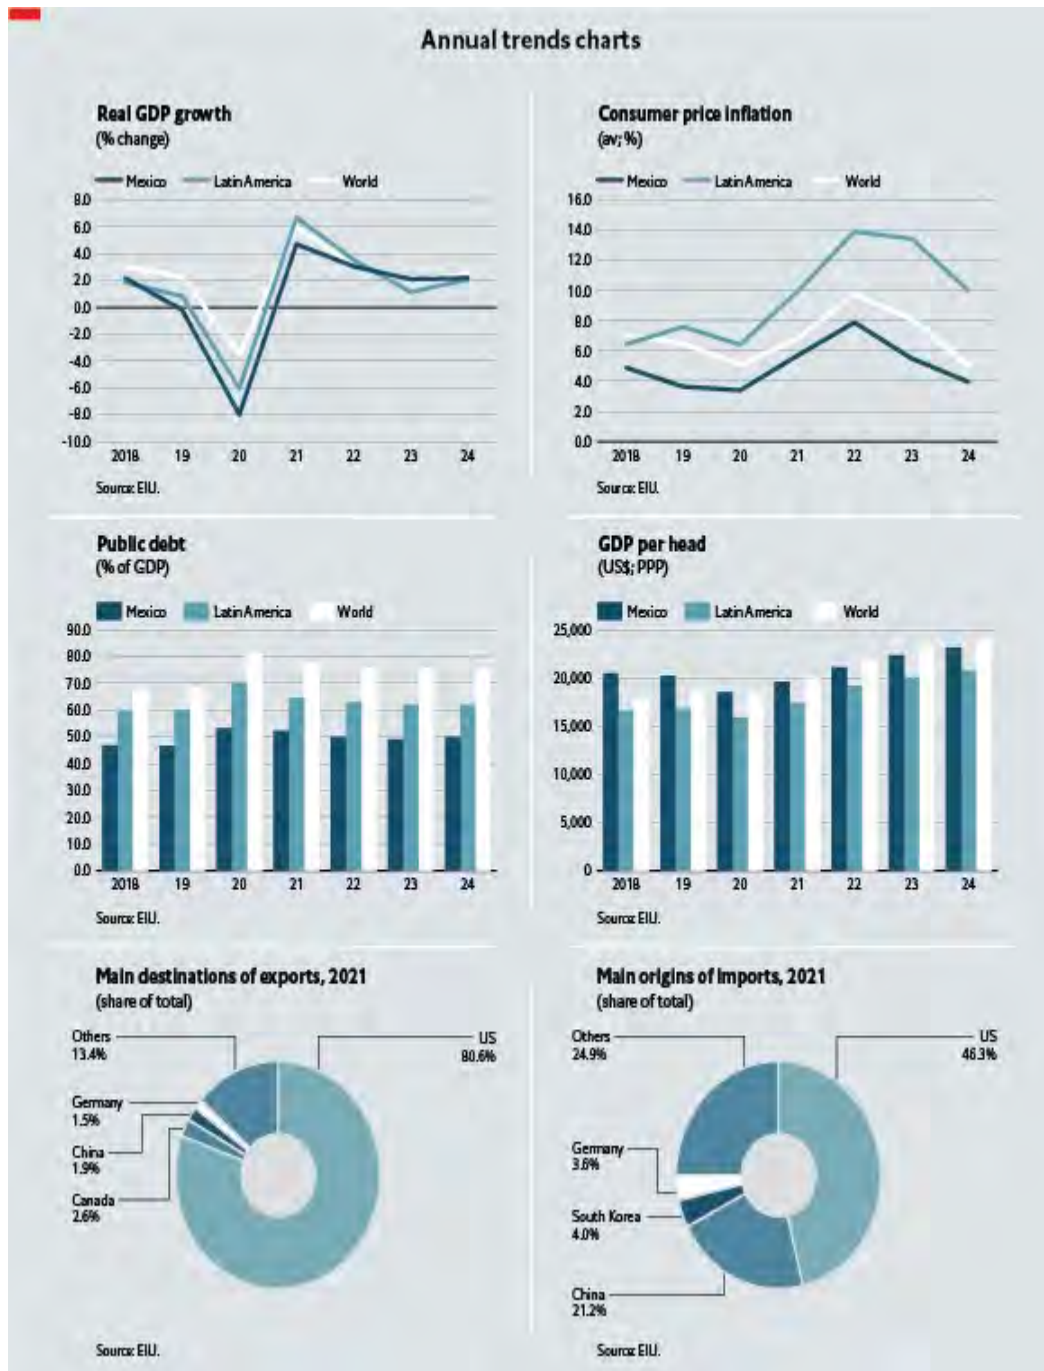 Annual trends charts
Real GDP growth
(% change)
Mexico Latin America World
8.0
6.0
4.0
2.0
0.0
-2.0
-4.0
-6.0
-8.0
-10.0
2018 19 20 21 22 23 24
Source: EIU.
Consumer price inflation
(av; %)
Mexico Latin America World
16.0
14.0
12.0
10.0
8.0
6.0
4.0
2.0
0.0
2018 19 20 21 22 23 24
Source: EIU.
Public debt
(% of GDP)
Mexico Latin America World
90.0
80.0
70.0
60.0
50.0
40.0
30.0
20.0
10.0
0.0
2018 19 20 21 22 23 24
Source: EIU.
GDP per head
(US$; PPP)
Mexico Latin America World
25,000
20,000
15,000
10,000
5,000
0
2018 19 20 21 22 23 24
Source: EIU.
Main destinations of exports, 2021
(share of total)
Others
13.4%
US
80.6%
Germany
1.5%
China
1.9%
Canada
2.6%
Source: EIU.
Main origins of imports, 2021
(share of total)
Others
24.9%
US
46.3%
Germany
3.6%
South Korea
4.0%
China
21.2%
Source: EIU.